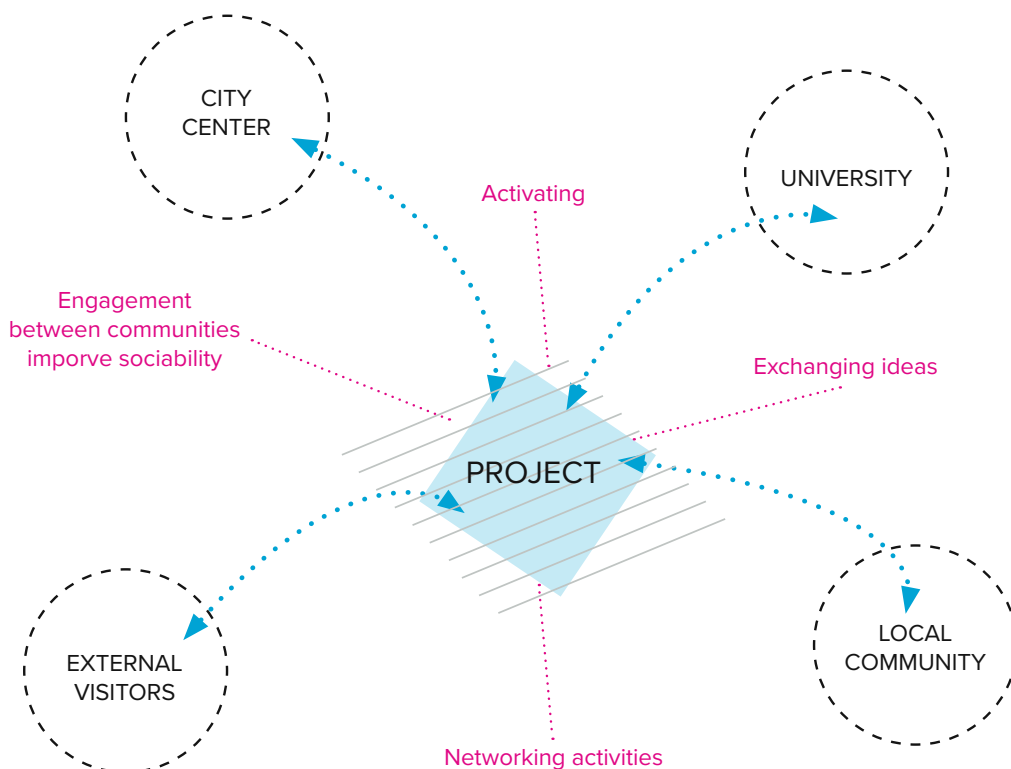 CITY
CENTER
UNIVERSITY
Activating
Engagement
between communities
imporve sociability
Exchanging ideas
PROJECT
EXTERNAL
VISITORS
LOCAL
COMMUNITY
Networking activities